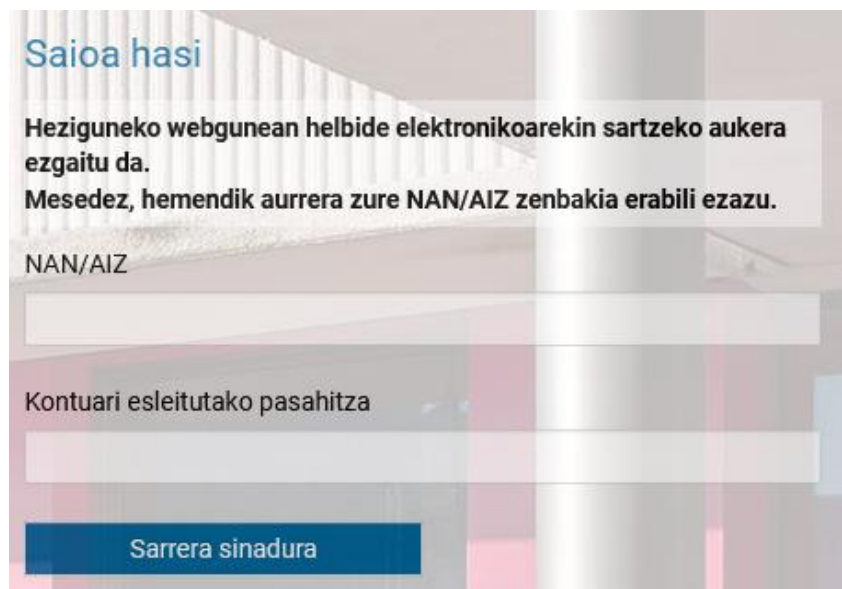 Saioa hasi
Heziguneko webgunean helbide elektronikoarekin sartzeko aukera
ezgaitu da.
Mesedez, hemendik aurrera zure NAN/AIZ zenbakia erabili ezazu.
NAN/AIZ
Kontuari esleitutako pasahitza
Sarrera sinadura